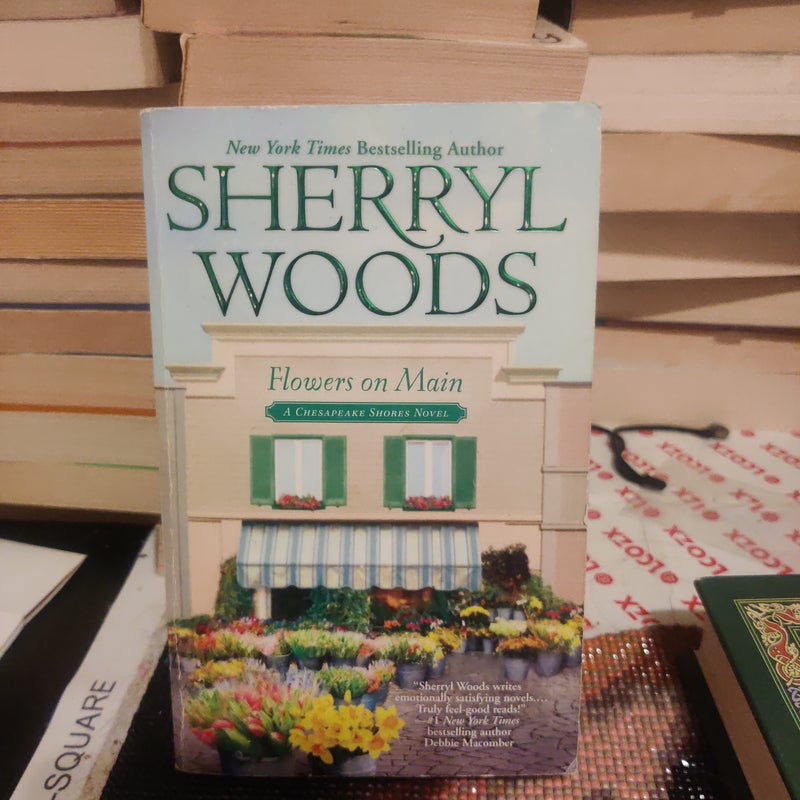 New York Times Bestselling Author
SHERRYL
WOODS
Flowers on Main
A CHESAPEAKE SHORES NOVEL
"Sherryl Woods writes
emotionally satisfying novels....
Truly feel-good reads!"
—#1 New York Times
bestselling author
Debbie Macomber
-SQUARE
LCOZX